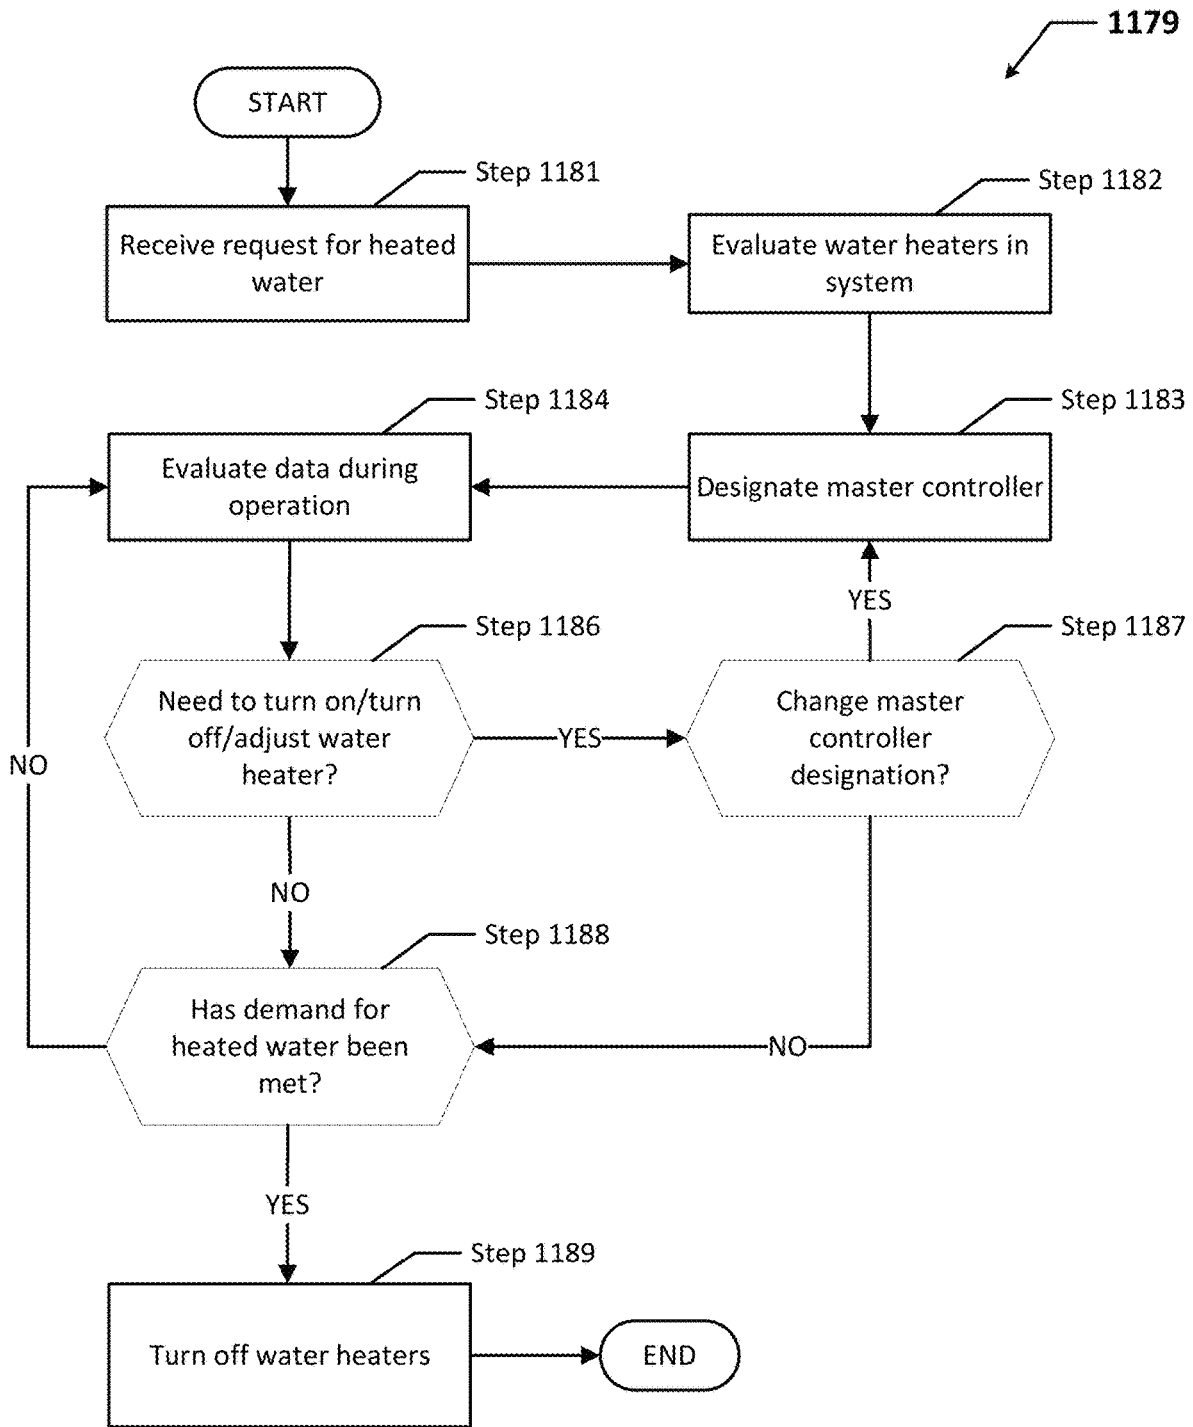 1179
START
Step 1181
Receive request for heated
water
Step 1182
Evaluate water heaters in
system
Step 1184
Evaluate data during
operation
Step 1183
Designate master controller
YES
Step 1186
Need to turn on/turn
off/adjust water
heater?
YES
Step 1187
Change master
controller
designation?
NO
NO
Step 1188
Has demand for
heated water been
met?
NO
YES
Step 1189
Turn off water heaters
END